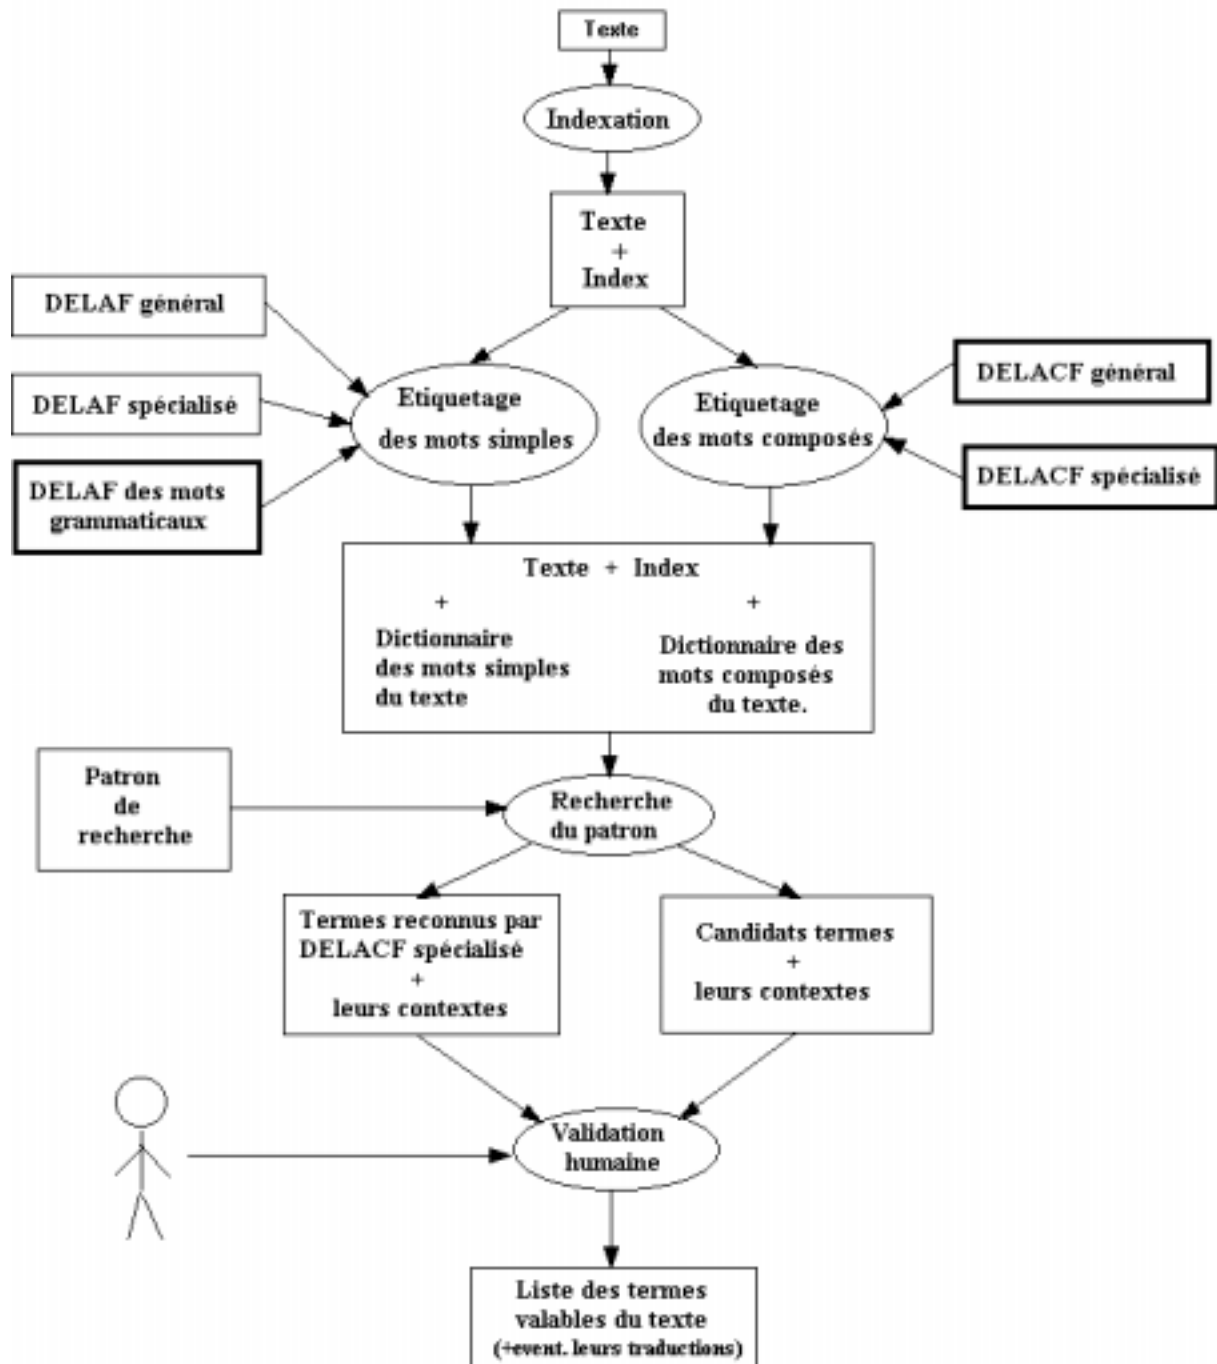 Texte
Indexation
Texte
+
Index
DELAF général
DELAF spécialisé
DELAF des mots
grammaticaux
Etiquetage
des mots simples
Etiquetage
des mots composés
DELACF général
DELACF spécialisé
Texte + Index
+
Dictionnaire
des mots simples
du texte
+
Dictionnaire des
mots composés
du texte.
Patron
de
recherche
Recherche
du patron
Termes reconnus par
DELACF spécialisé
+
leurs contextes
Candidats termes
+
leurs contextes
Validation
humaine
Liste des termes
valables du texte
(+event. leurs traductions)